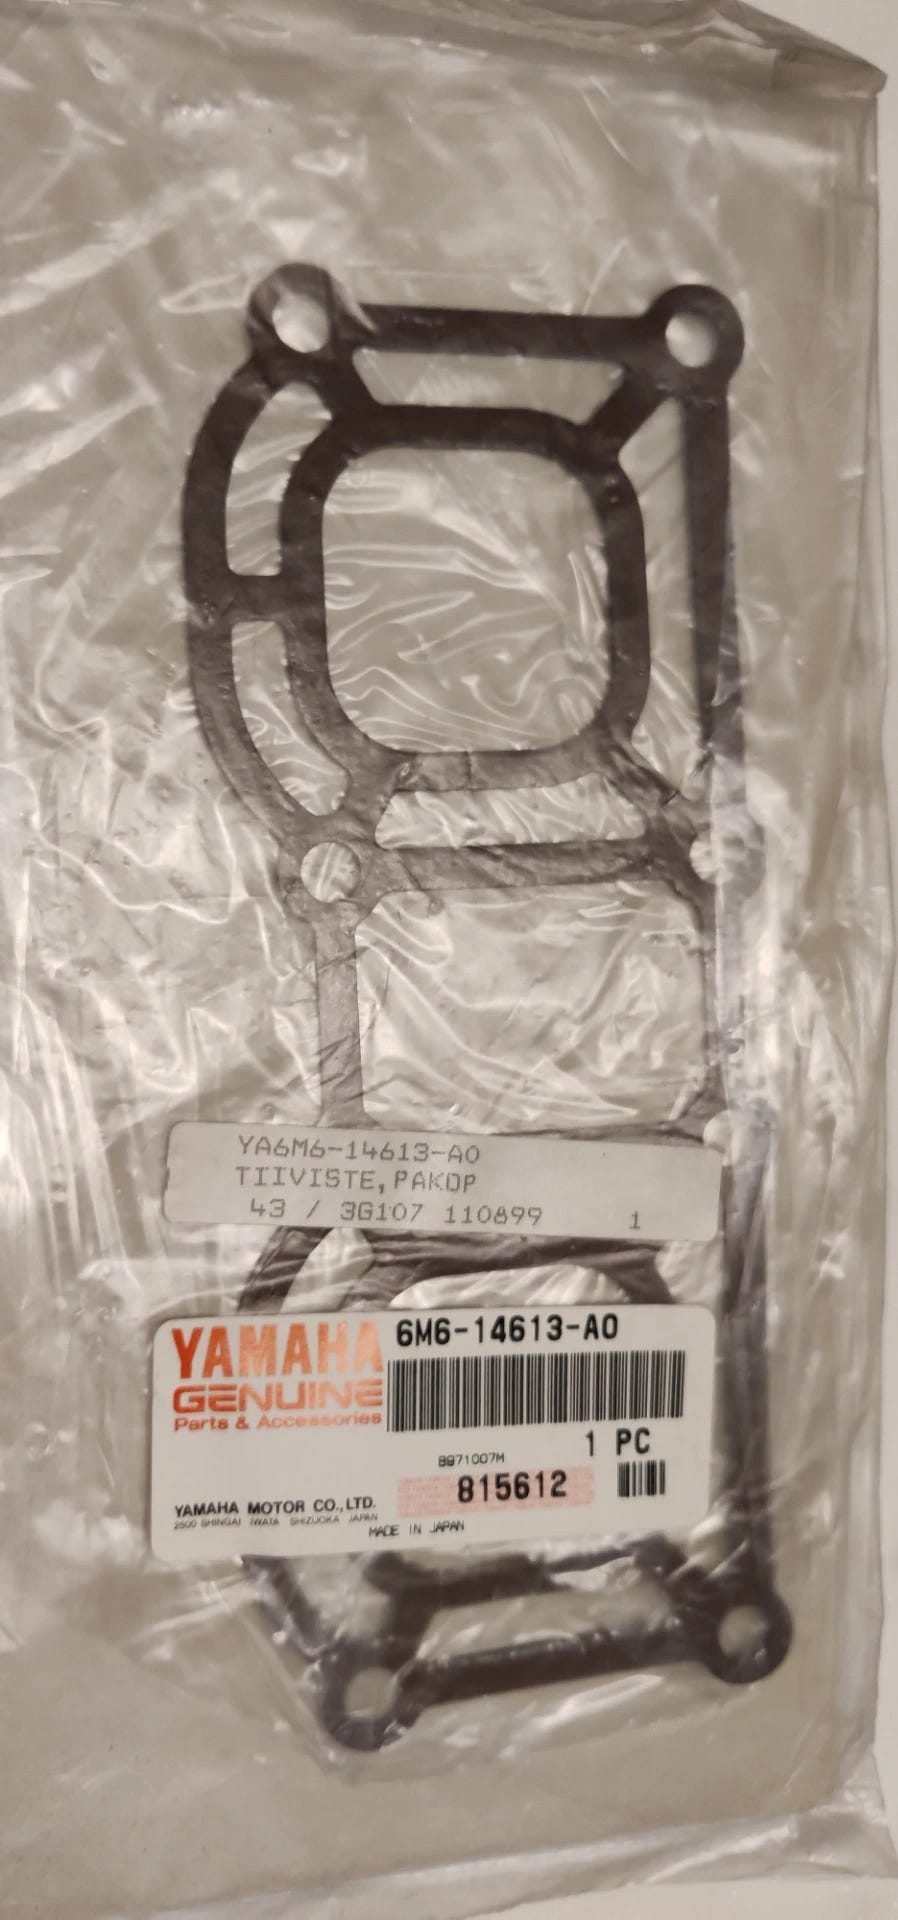 YA6M6-14613-A0
TIIVISTE, PAKOP
43 / 3G107 110899 1
YAMAHA 6M6-14613-A0
GENUINE
Parts & Accessories
1 PC
8971007M
815612
YAMAHA MOTOR CO., LTD.
2500 SHINGAI IWATA SHIZUOKA JAPAN
MADE IN JAPAN